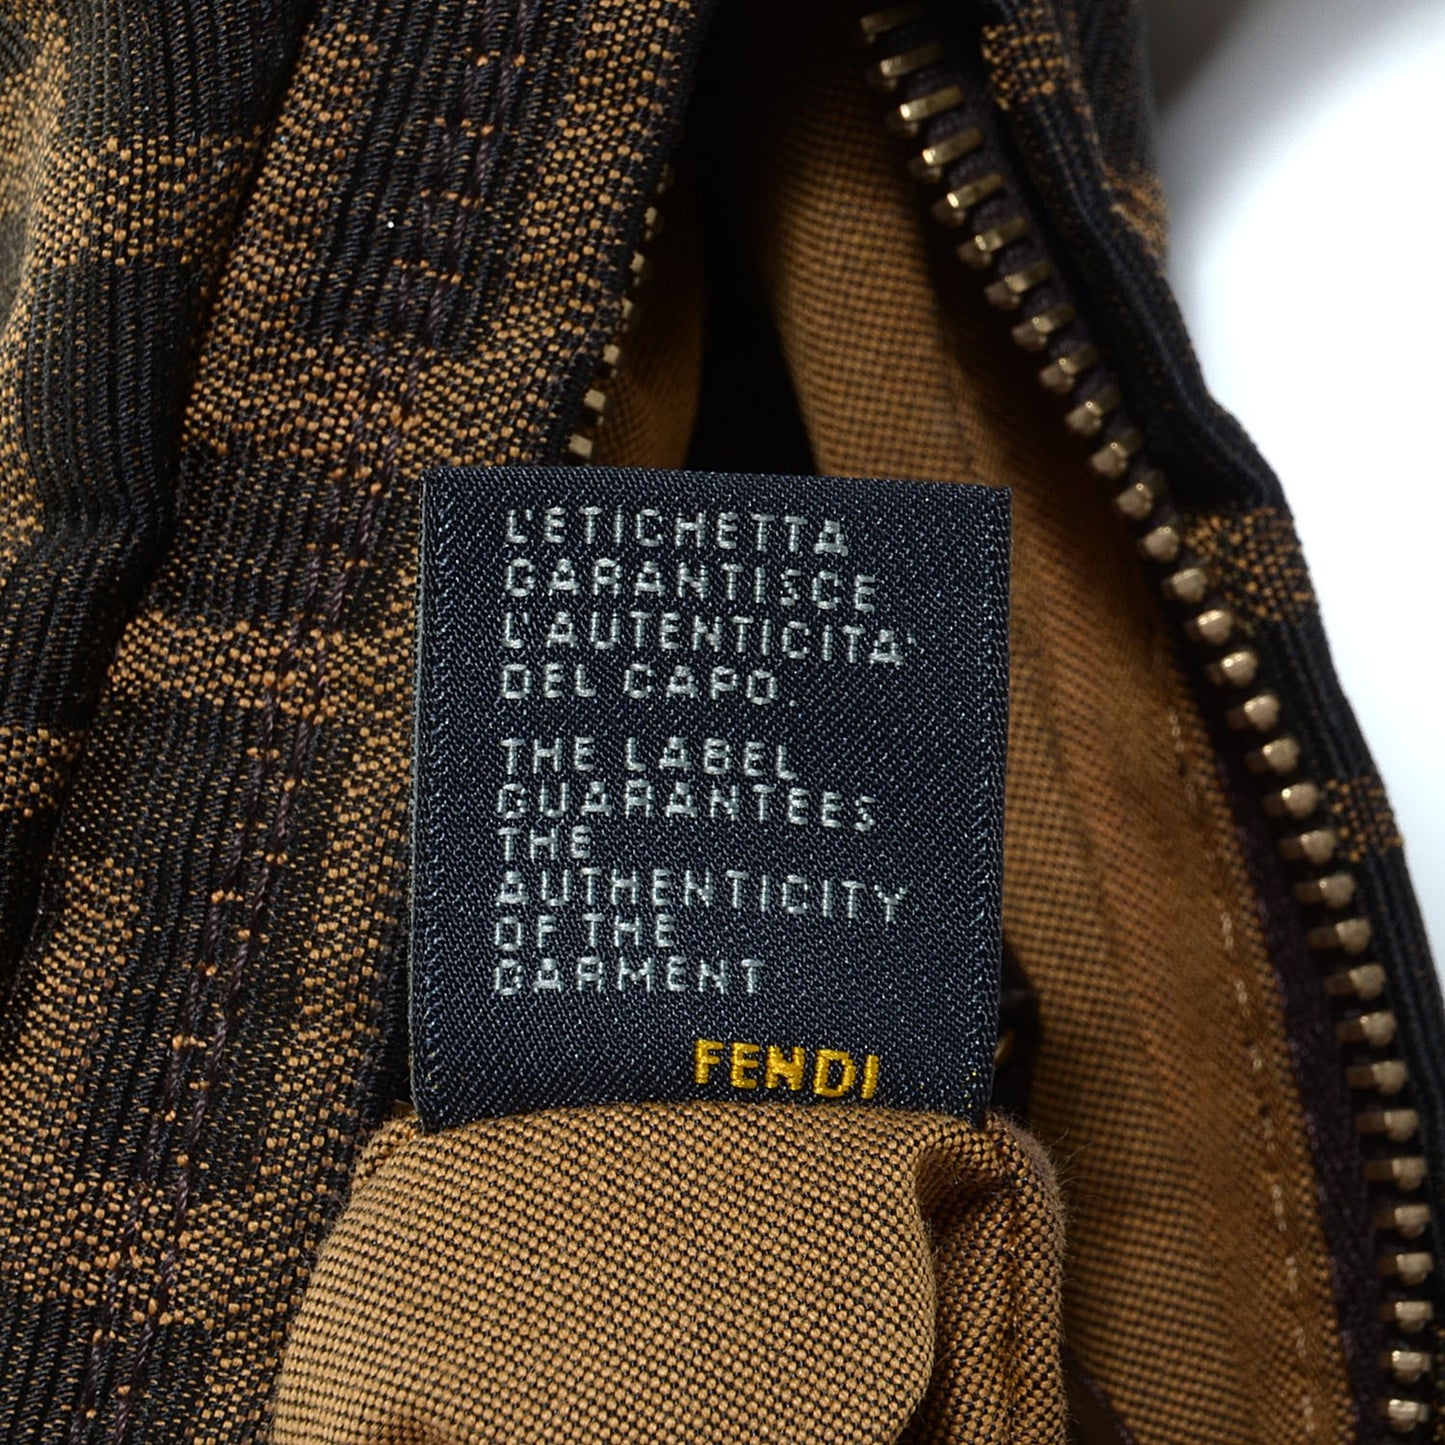 L'ETICHETTA
GARANTISCE
L'AUTENTICITA'
DEL CAPO.
THE LABEL
GUARANTEES
THE
AUTHENTICITY
OF THE
GARMENT
FENDI